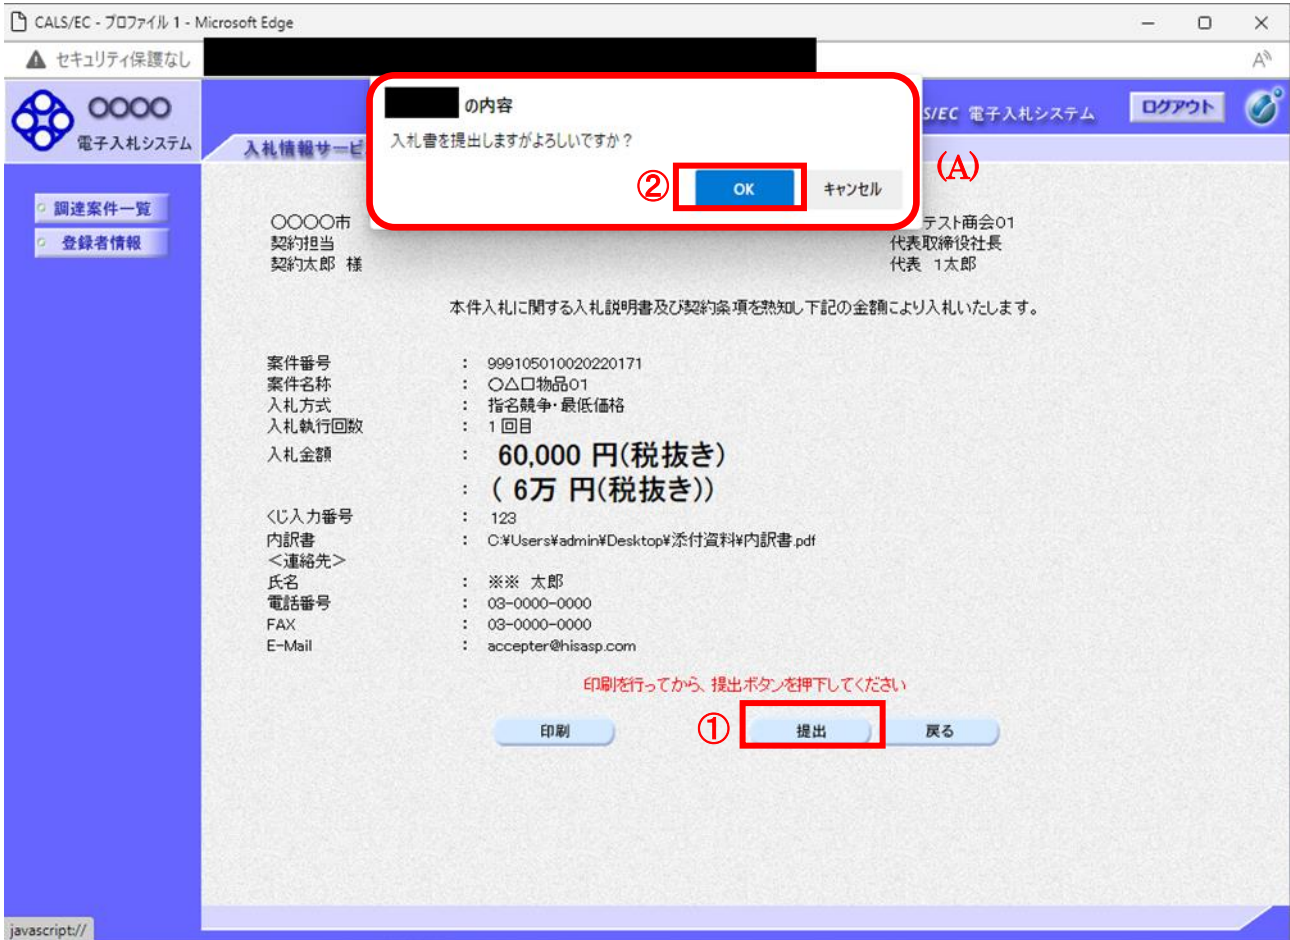 CALS/EC - プロファイル 1 - Microsoft Edge
セキュリティ保護なし
〇〇〇〇
電子入札システム
S/EC 電子入札システム
ログアウト
入札情報サービ
の内容
入札書を提出しますがよろしいですか？
② OK キャンセル
(A)
調達案件一覧
登録者情報
〇〇〇〇市
契約担当
契約太郎 様
テスト商会01
代表取締役社長
代表 1太郎
本件入札に関する入札説明書及び契約条項を熟知し下記の金額により入札いたします。
案件番号 ： 999105010020220171
案件名称 ： 〇△口物品01
入札方式 ： 指名競争・最低価格
入札執行回数 ： 1回目
入札金額 ： 60,000 円(税抜き)
： ( 6万 円(税抜き))
くじ入力番号 ： 123
内訳書 ： C:¥Users¥admin¥Desktop¥添付資料¥内訳書.pdf
＜連絡先＞
氏名 ： ※※ 太郎
電話番号 ： 03-0000-0000
FAX ： 03-0000-0000
E-Mail ： accepter@hisasp.com
印刷を行ってから、提出ボタンを押下してください
印刷 ① 提出 戻る
javascript://